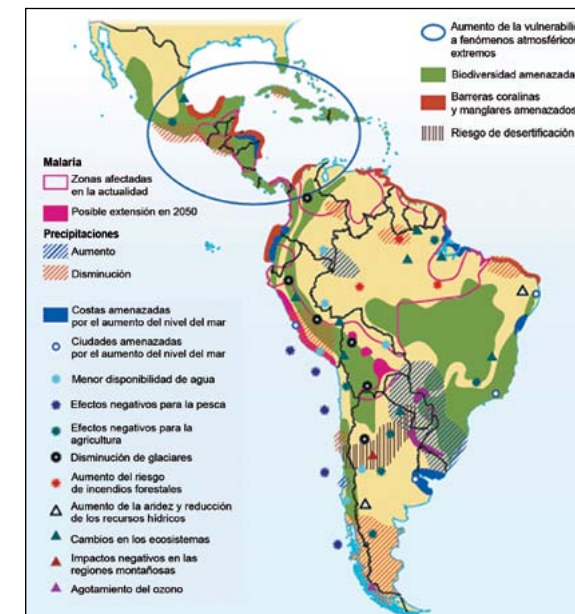 Aumento de la
a fenómenos atmosféricos
extremos
Biodiversidad amenazada
Barreras coralinas
y manglares amenazados
Riesgo de desertificación
Malaria
Zonas afectadas
en la actualidad
Posible extensión en 2050
Precipitaciones
Aumento
Disminución
Costas amenazadas
por el aumento del nivel del mar
Ciudades amenazadas
por el aumento del nivel del mar
Menor disponibilidad de agua
Efectos negativos para la pesca
Efectos negativos para la
agricultura
Disminución de glaciares
Aumento del riesgo
de incendios forestales
Aumento de la aridez y reducción
de los recursos hídricos
Cambios en los ecosistemas
Impactos negativos en las
regiones montañosas
Agotamiento del ozono